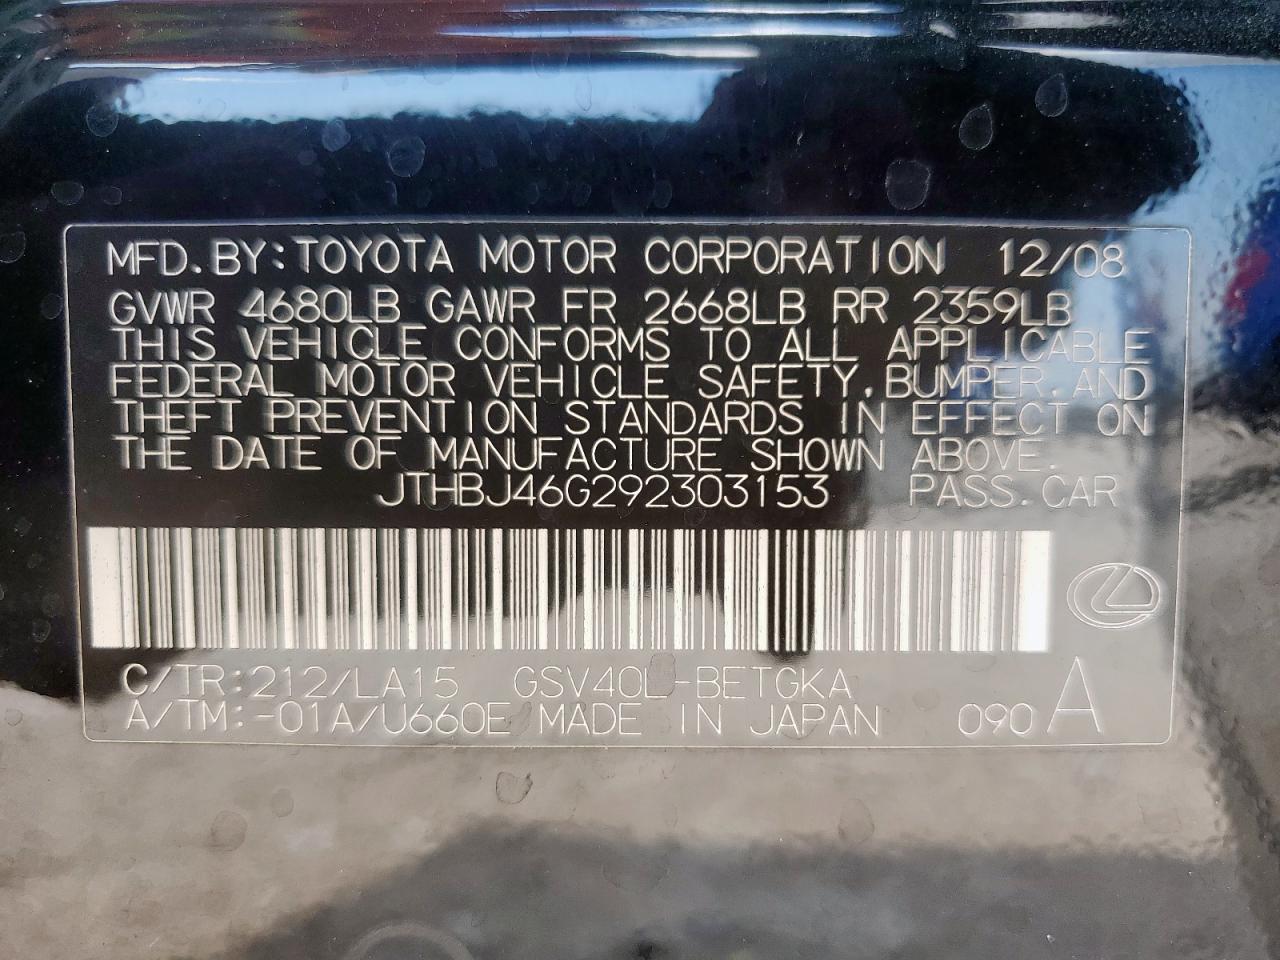 MFD.BY:TOYOTA MOTOR CORPORATION 12/08
GVWR 4680LB GAWR FR 2668LB RR 2359LB
THIS VEHICLE CONFORMS TO ALL APPLICABLE
FEDERAL MOTOR VEHICLE SAFETY,BUMPER,AND
THEFT PREVENTION STANDARDS IN EFFECT ON
THE DATE OF MANUFACTURE SHOWN ABOVE.
JTHBJ46G292303153 PASS.CAR
C/TR:212/LA15 GSV40L-BETGKA
A/TM:-01A/U660E MADE IN JAPAN 090 A